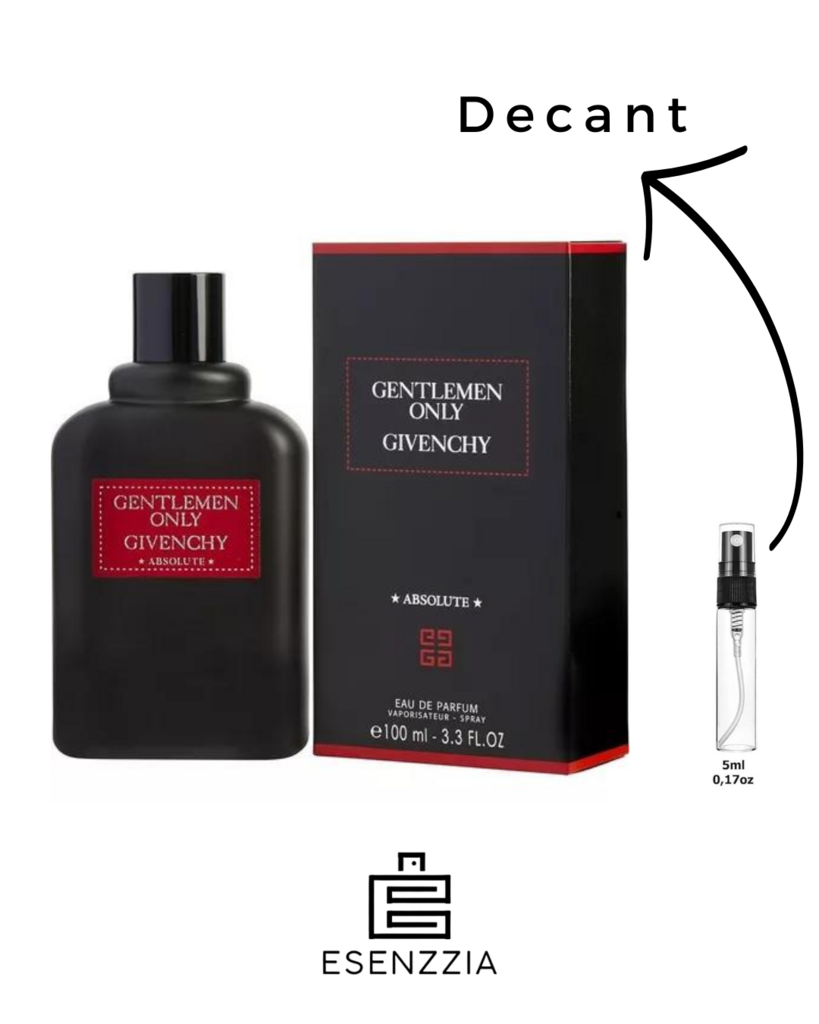 Decant
GENTLEMEN
ONLY
GIVENCHY
GENTLEMEN
ONLY
GIVENCHY
★ ABSOLUTE ★
★ ABSOLUTE ★
EAU DE PARFUM
VAPORISATEUR - SPRAY
℮100 ml - 3.3 FL.OZ
5ml
0,17oz
ESENZZIA